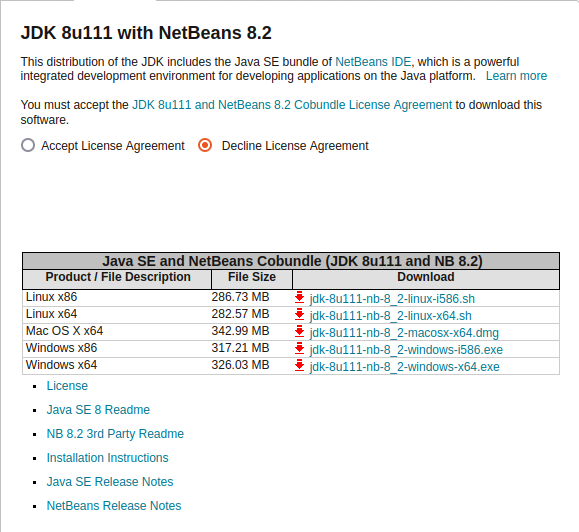 JDK 8u111 with NetBeans 8.2
This distribution of the JDK includes the Java SE bundle of NetBeans IDE, which is a powerful
integrated development environment for developing applications on the Java platform. Learn more
You must accept the JDK 8u111 and NetBeans 8.2 Cobundle License Agreement to download this
software.
Accept License Agreement Decline License Agreement
Java SE and NetBeans Cobundle (JDK 8u111 and NB 8.2)
Product / File Description File Size Download
Linux x86 286.73 MB jdk-8u111-nb-8_2-linux-i586.sh
Linux x64 282.57 MB jdk-8u111-nb-8_2-linux-x64.sh
Mac OS X x64 342.99 MB jdk-8u111-nb-8_2-macosx-x64.dmg
Windows x86 317.21 MB jdk-8u111-nb-8_2-windows-i586.exe
Windows x64 326.03 MB jdk-8u111-nb-8_2-windows-x64.exe
License
Java SE 8 Readme
NB 8.2 3rd Party Readme
Installation Instructions
Java SE Release Notes
NetBeans Release Notes